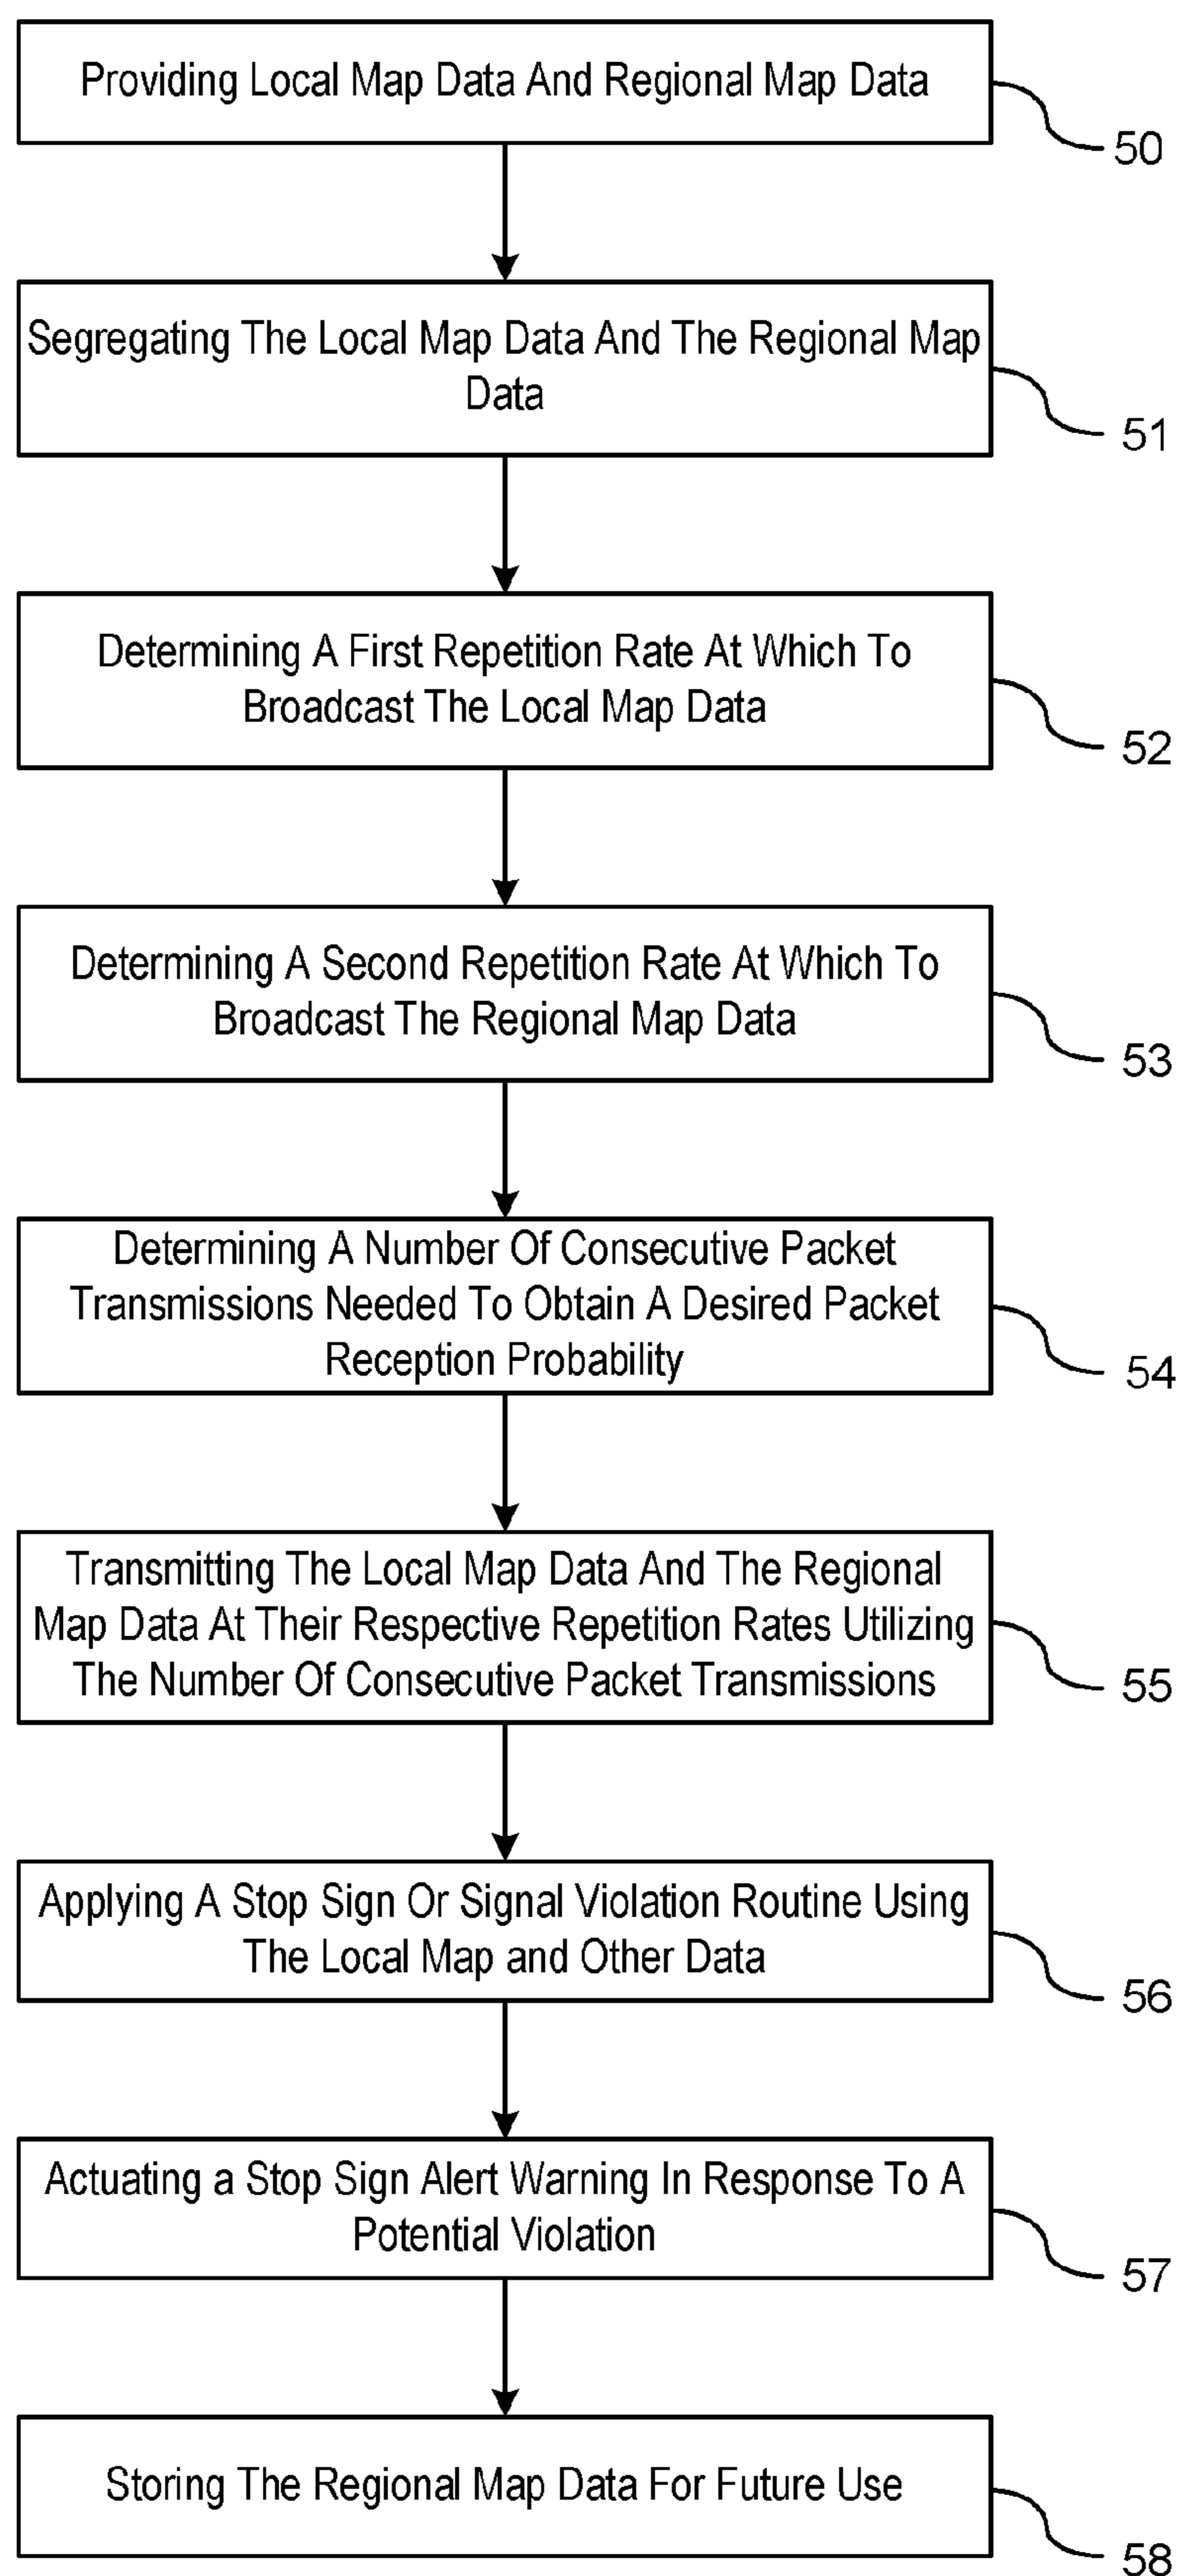 Providing Local Map Data And Regional Map Data
50
Segregating The Local Map Data And The Regional Map
Data
51
Determining A First Repetition Rate At Which To
Broadcast The Local Map Data
52
Determining A Second Repetition Rate At Which To
Broadcast The Regional Map Data
53
Determining A Number Of Consecutive Packet
Transmissions Needed To Obtain A Desired Packet
Reception Probability
54
Transmitting The Local Map Data And The Regional
Map Data At Their Respective Repetition Rates Utilizing
The Number Of Consecutive Packet Transmissions
55
Applying A Stop Sign Or Signal Violation Routine Using
The Local Map and Other Data
56
Actuating a Stop Sign Alert Warning In Response To A
Potential Violation
57
Storing The Regional Map Data For Future Use
58